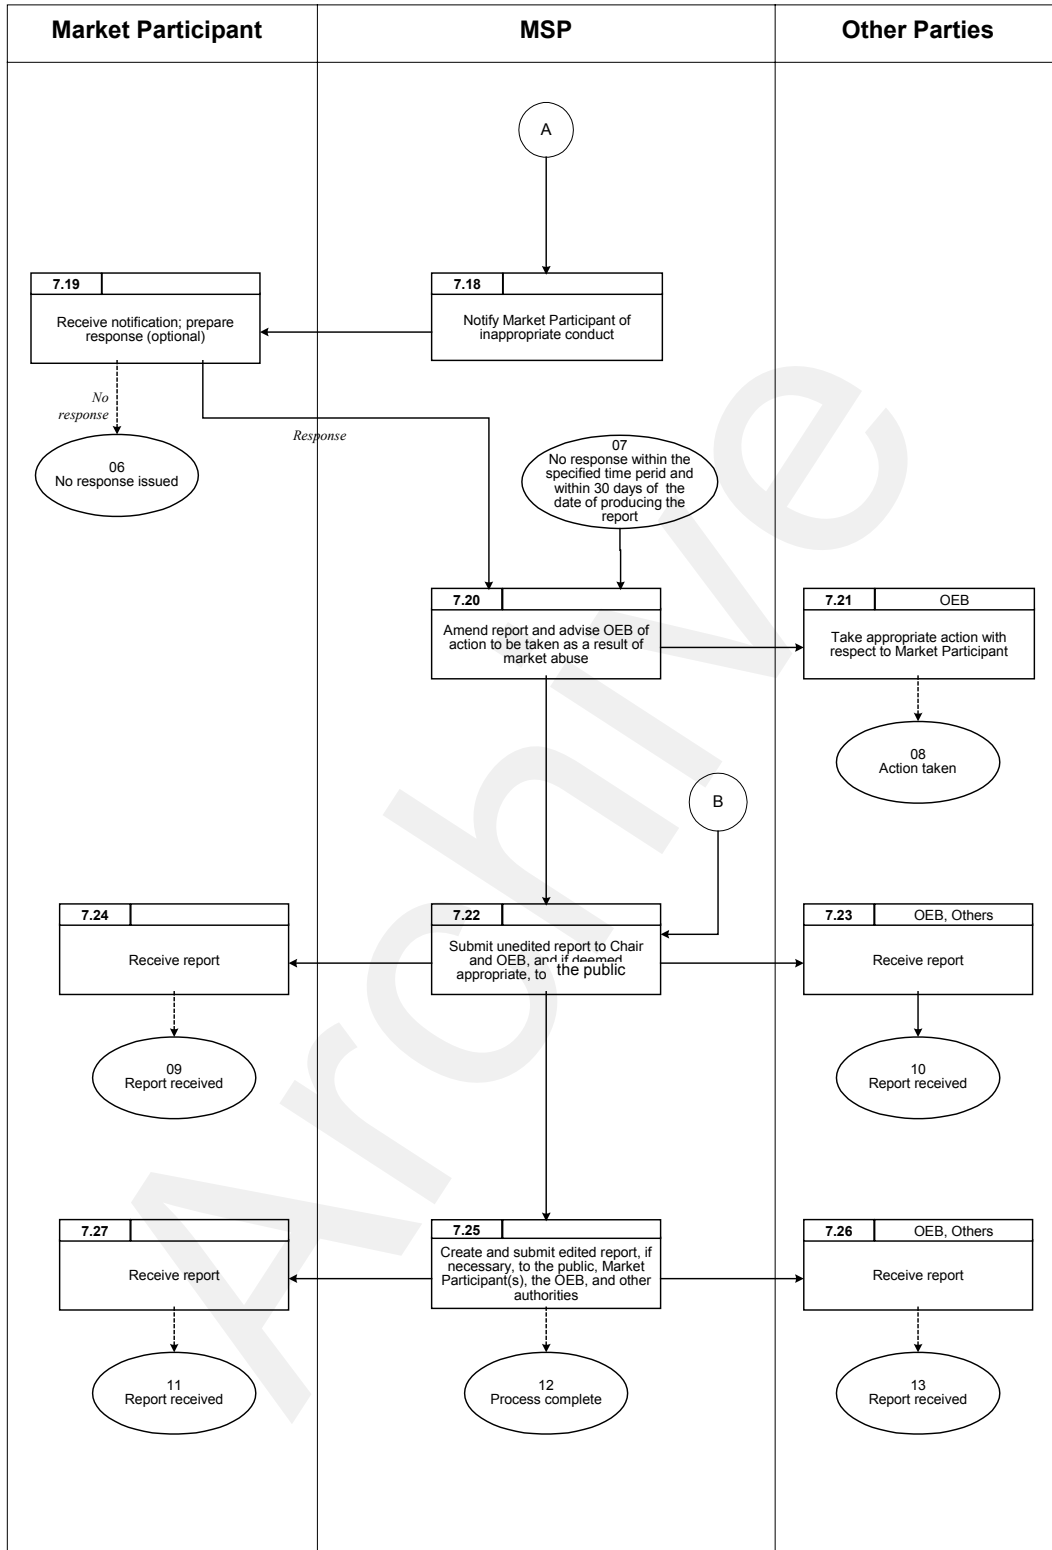 Market Participant
MSP
Other Parties
A
7.19
Receive notification; prepare
response (optional)
7.18
Notify Market Participant of
inappropriate conduct
No
response
Response
06
No response issued
07
No response within the
specified time perid and
within 30 days of the
date of producing the
report
7.20
Amend report and advise OEB of
action to be taken as a result of
market abuse
7.21
OEB
Take appropriate action with
respect to Market Participant
08
Action taken
B
7.24
Receive report
7.22
Submit unedited report to Chair
and OEB, and if deemed
appropriate, to the public
7.23
OEB, Others
Receive report
09
Report received
10
Report received
7.27
Receive report
7.25
Create and submit edited report, if
necessary, to the public, Market
Participant(s), the OEB, and other
authorities
7.26
OEB, Others
Receive report
11
Report received
12
Process complete
13
Report received
Archive